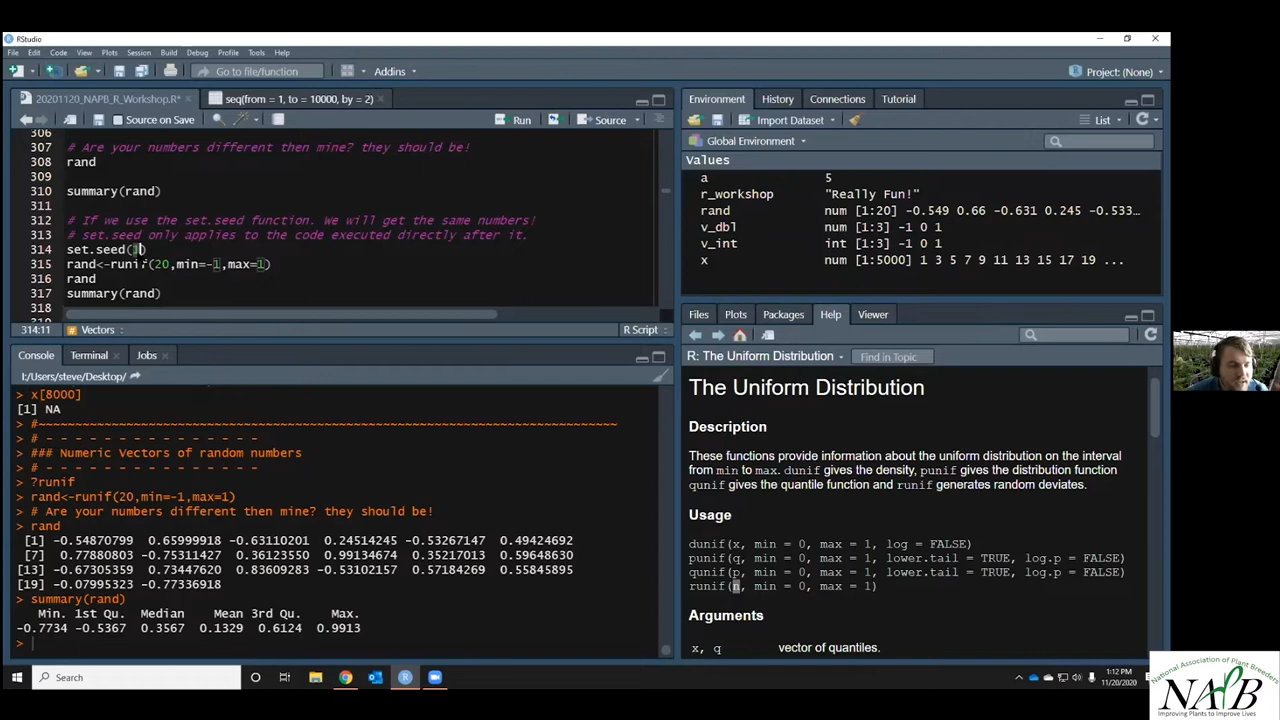 RStudio
File Edit Code View Plots Session Build Debug Profile Tools Help
Go to file/function
Addins
Project: (None)
20201120_NAPB_R_Workshop.R*
seq(from = 1, to = 10000, by = 2)
Source on Save
Run
Source
306
307 # Are your numbers different then mine? they should be!
308 rand
309
310 summary(rand)
311
312 # If we use the set.seed function. We will get the same numbers!
313 # set.seed only applies to the code executed directly after it.
314 set.seed(1)
315 rand<-runif(20,min=-1,max=1)
316 rand
317 summary(rand)
318
314:11
Vectors
R Script
Console Terminal Jobs
I:/Users/steve/Desktop/
> x[8000]
[1] NA
> #~~~~~~~~~~~~~~~~~~~~~~~~~~~~~~~~~~~~~~~~~~~~~~~~~~~~~~~~~~~~~~~~~~~~~~~~~~~~~~
> # - - - - - - - - - - - - - - -
> ### Numeric Vectors of random numbers
> # - - - - - - - - - - - - - - -
> ?runif
> rand<-runif(20,min=-1,max=1)
> # Are your numbers different then mine? they should be!
> rand
[1] -0.54870799 0.65999918 -0.63110201 0.24514245 -0.53267147 0.49424692
[7] 0.77880803 -0.75311427 0.36123550 0.99134674 0.35217013 0.59648630
[13] -0.67305359 0.73447620 0.83609283 -0.53102157 0.57184269 0.55845895
[19] -0.07995323 -0.77336918
> summary(rand)
Min. 1st Qu. Median Mean 3rd Qu. Max.
-0.7734 -0.5367 0.3567 0.1329 0.6124 0.9913
>
Environment History Connections Tutorial
Import Dataset
List
Global Environment
Values
a 5
r_workshop "Really Fun!"
rand num [1:20] -0.549 0.66 -0.631 0.245 -0.533…
v_dbl num [1:3] -1 0 1
v_int int [1:3] -1 0 1
x num [1:5000] 1 3 5 7 9 11 13 15 17 19 ...
Files Plots Packages Help Viewer
R: The Uniform Distribution
Find in Topic
The Uniform Distribution
Description
These functions provide information about the uniform distribution on the interval
from min to max. dunif gives the density, punif gives the distribution function
qunif gives the quantile function and runif generates random deviates.
Usage
dunif(x, min = 0, max = 1, log = FALSE)
punif(q, min = 0, max = 1, lower.tail = TRUE, log.p = FALSE)
qunif(p, min = 0, max = 1, lower.tail = TRUE, log.p = FALSE)
runif(n, min = 0, max = 1)
Arguments
x, q vector of quantiles.
Search
1:12 PM
11/20/2020
National Association of Plant Breeders
NAPB
Improving Plants to Improve Lives